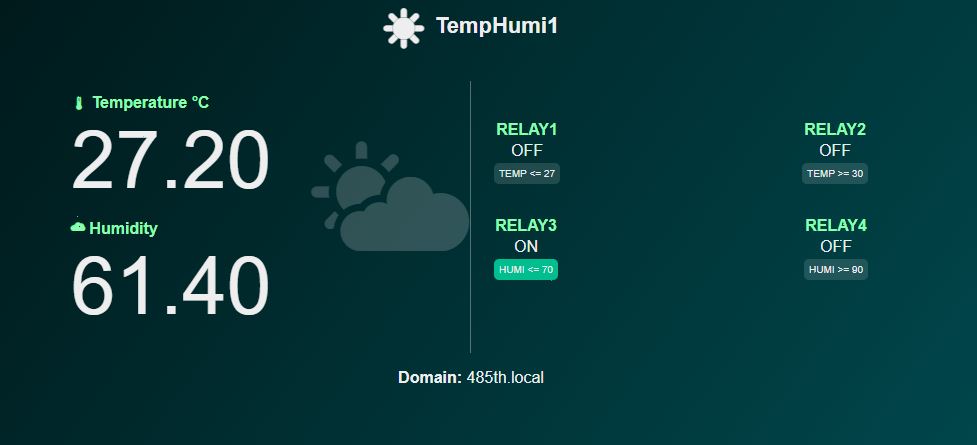 TempHumi1
Temperature °C
27.20
Humidity
61.40
RELAY1
OFF
TEMP <= 27
RELAY2
OFF
TEMP >= 30
RELAY3
ON
HUMI <= 70
RELAY4
OFF
HUMI >= 90
Domain: 485th.local